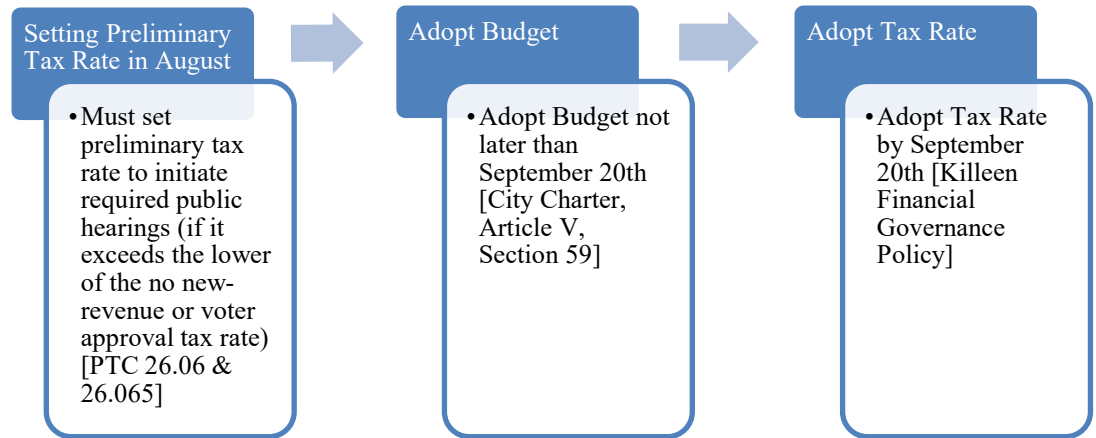 Setting Preliminary
Tax Rate in August
•Must set
preliminary tax
rate to initiate
required public
hearings (if it
exceeds the lower
of the no new-
revenue or voter
approval tax rate)
[PTC 26.06 &
26.065]
Adopt Budget
•Adopt Budget not
later than
September 20th
[City Charter,
Article V,
Section 59]
Adopt Tax Rate
•Adopt Tax Rate
by September
20th [Killeen
Financial
Governance
Policy]